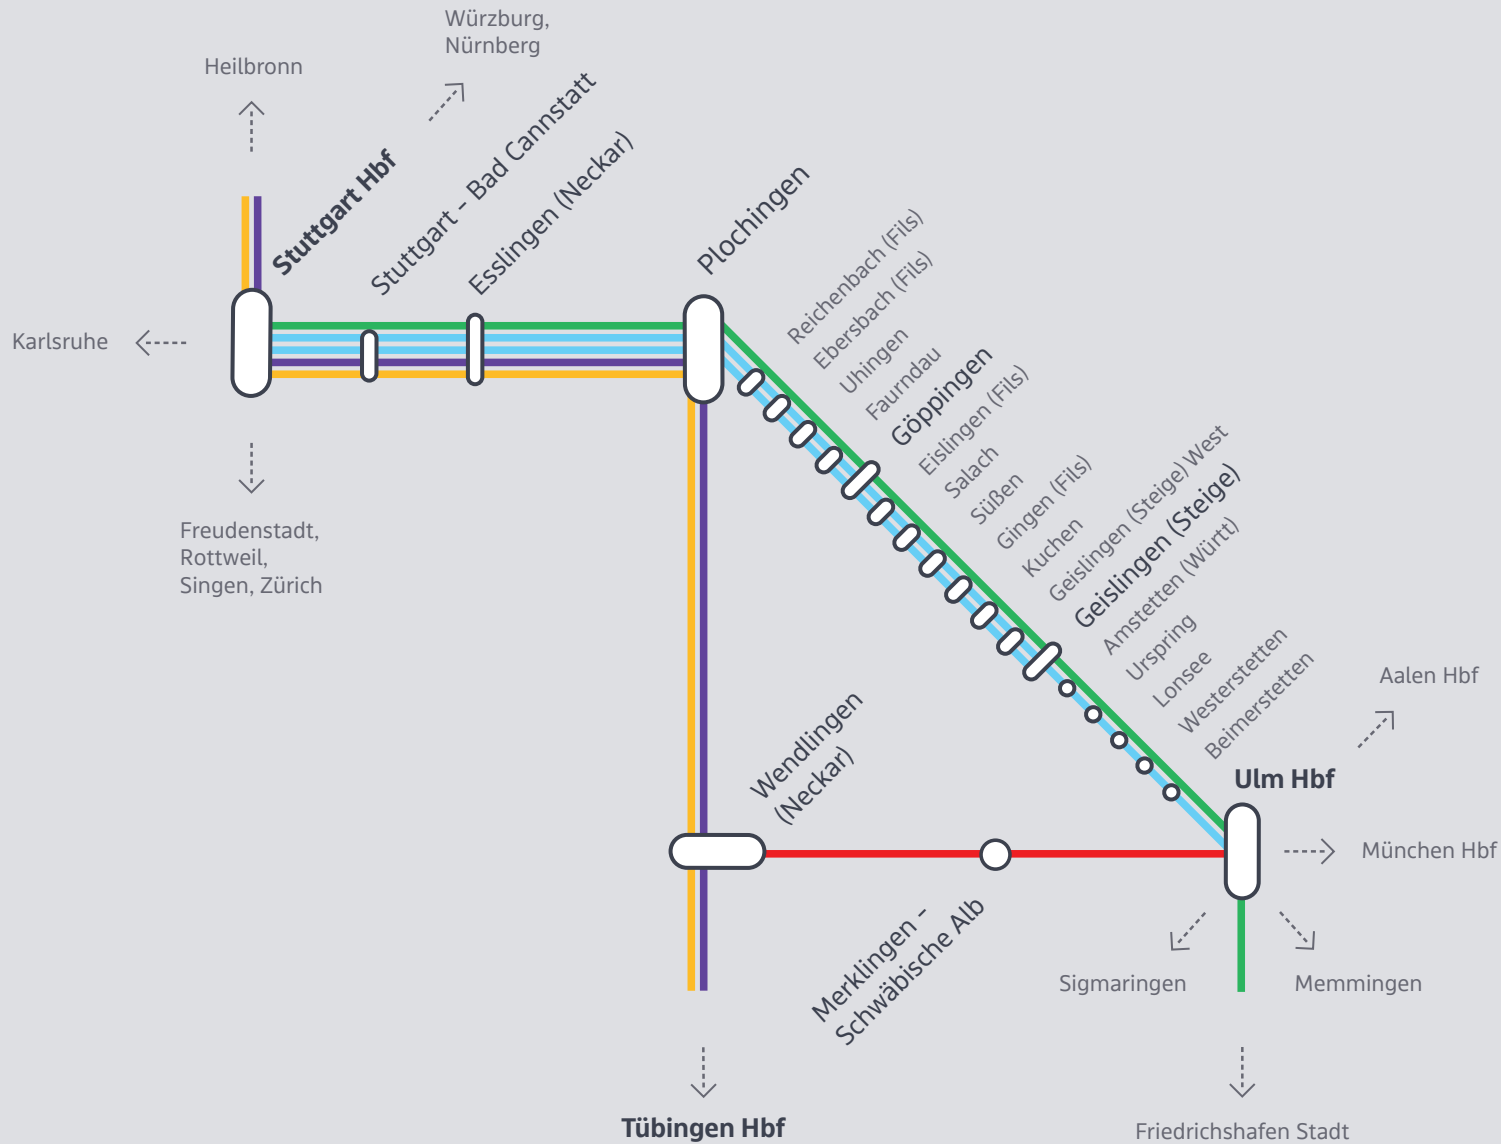 Würzburg,
Nürnberg
Heilbronn
Stuttgart Hbf
Stuttgart – Bad Cannstatt
Esslingen (Neckar)
Plochingen
Karlsruhe
Freudenstadt,
Rottweil,
Singen, Zürich
Reichenbach (Fils)
Ebersbach (Fils)
Uhingen
Faurndau
Göppingen
Eislingen (Fils)
Salach
Süßen
Gingen (Fils)
Kuchen
Geislingen (Steige) West
Geislingen (Steige)
Amstetten (Württ)
Urspring
Lonsee
Westerstetten
Beimerstetten
Aalen Hbf
Ulm Hbf
Wendlingen
(Neckar)
München Hbf
Merklingen –
Schwäbische Alb
Sigmaringen
Memmingen
Tübingen Hbf
Friedrichshafen Stadt